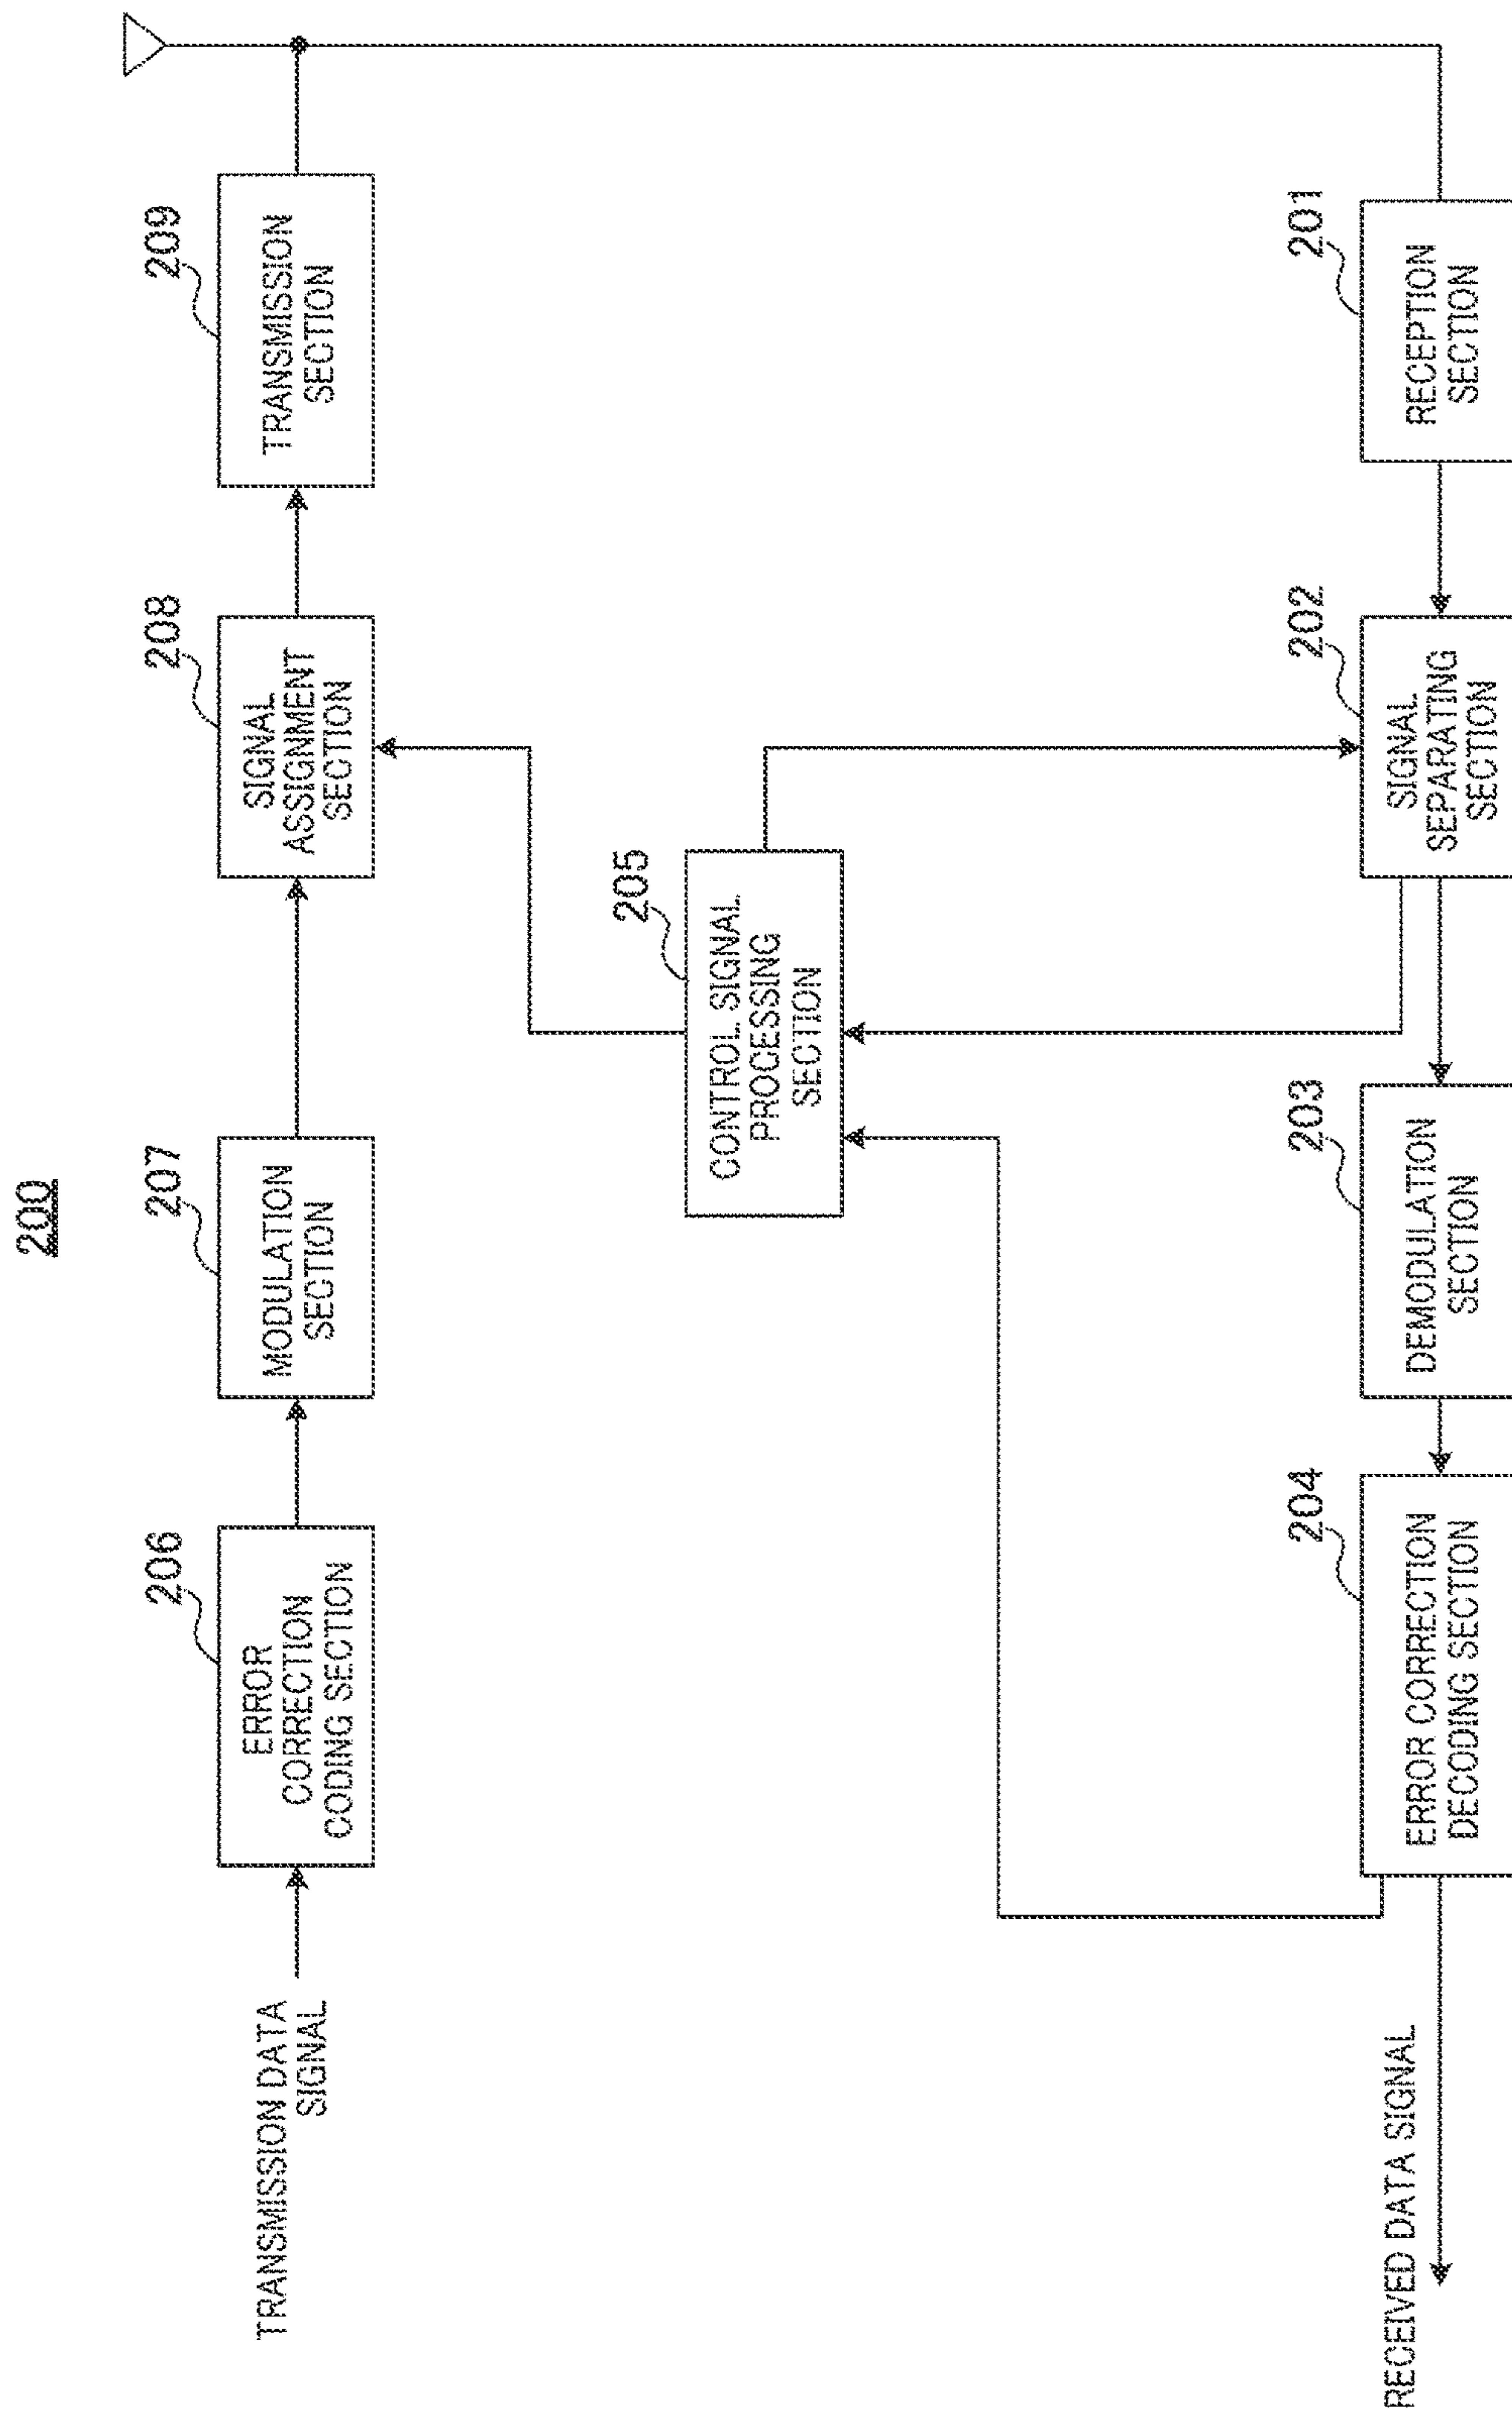 200
TRANSMISSION DATA
SIGNAL
206
ERROR
CORRECTION
CODING SECTION
207
MODULATION
SECTION
208
SIGNAL
ASSIGNMENT
SECTION
209
TRANSMISSION
SECTION
205
CONTROL SIGNAL
PROCESSING
SECTION
RECEIVED DATA SIGNAL
204
ERROR CORRECTION
DECODING SECTION
203
DEMODULATION
SECTION
202
SIGNAL
SEPARATING
SECTION
201
RECEPTION
SECTION